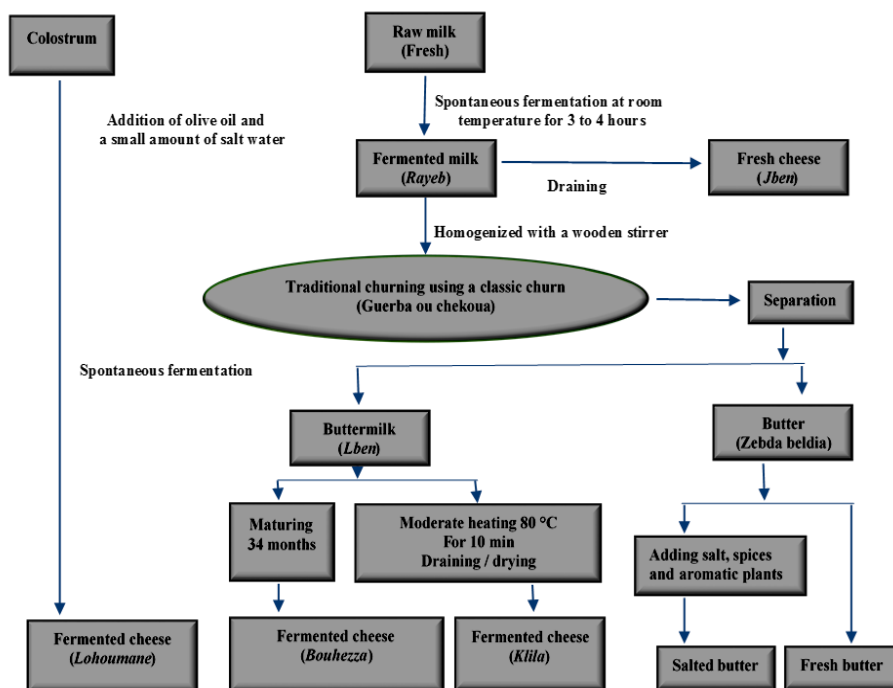 Colostrum
Raw milk
(Fresh)
Addition of olive oil and
a small amount of salt water
Spontaneous fermentation at room
temperature for 3 to 4 hours
Fermented milk
(Rayeb)
Draining
Fresh cheese
(Jben)
Homogenized with a wooden stirrer
Traditional churning using a classic churn
(Guerba ou chekoua)
Separation
Spontaneous fermentation
Buttermilk
(Lben)
Butter
(Zebda beldia)
Maturing
34 months
Moderate heating 80 °C
For 10 min
Draining / drying
Adding salt, spices
and aromatic plants
Fermented cheese
(Lohoumane)
Fermented cheese
(Bouhezza)
Fermented cheese
(Klila)
Salted butter
Fresh butter